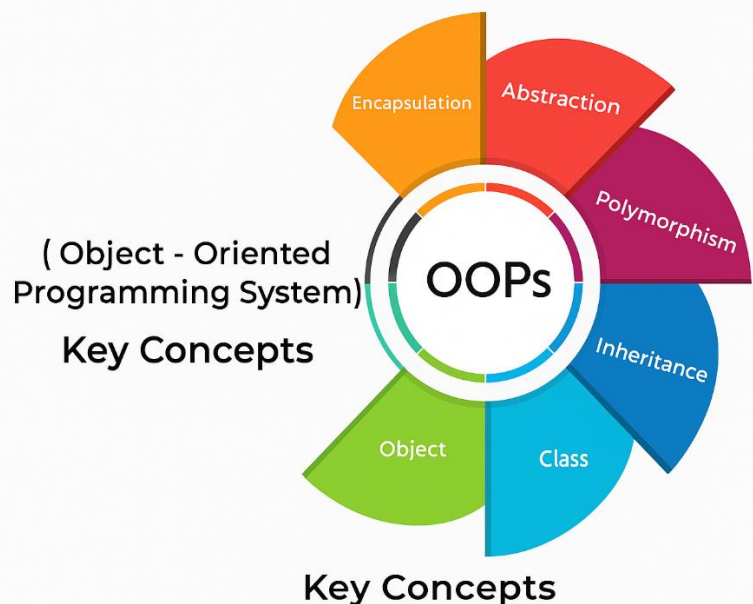 Encapsulation
Abstraction
Polymorphism
( Object - Oriented
Programming System)
OOPs
Key Concepts
Inheritance
Object
Class
Key Concepts